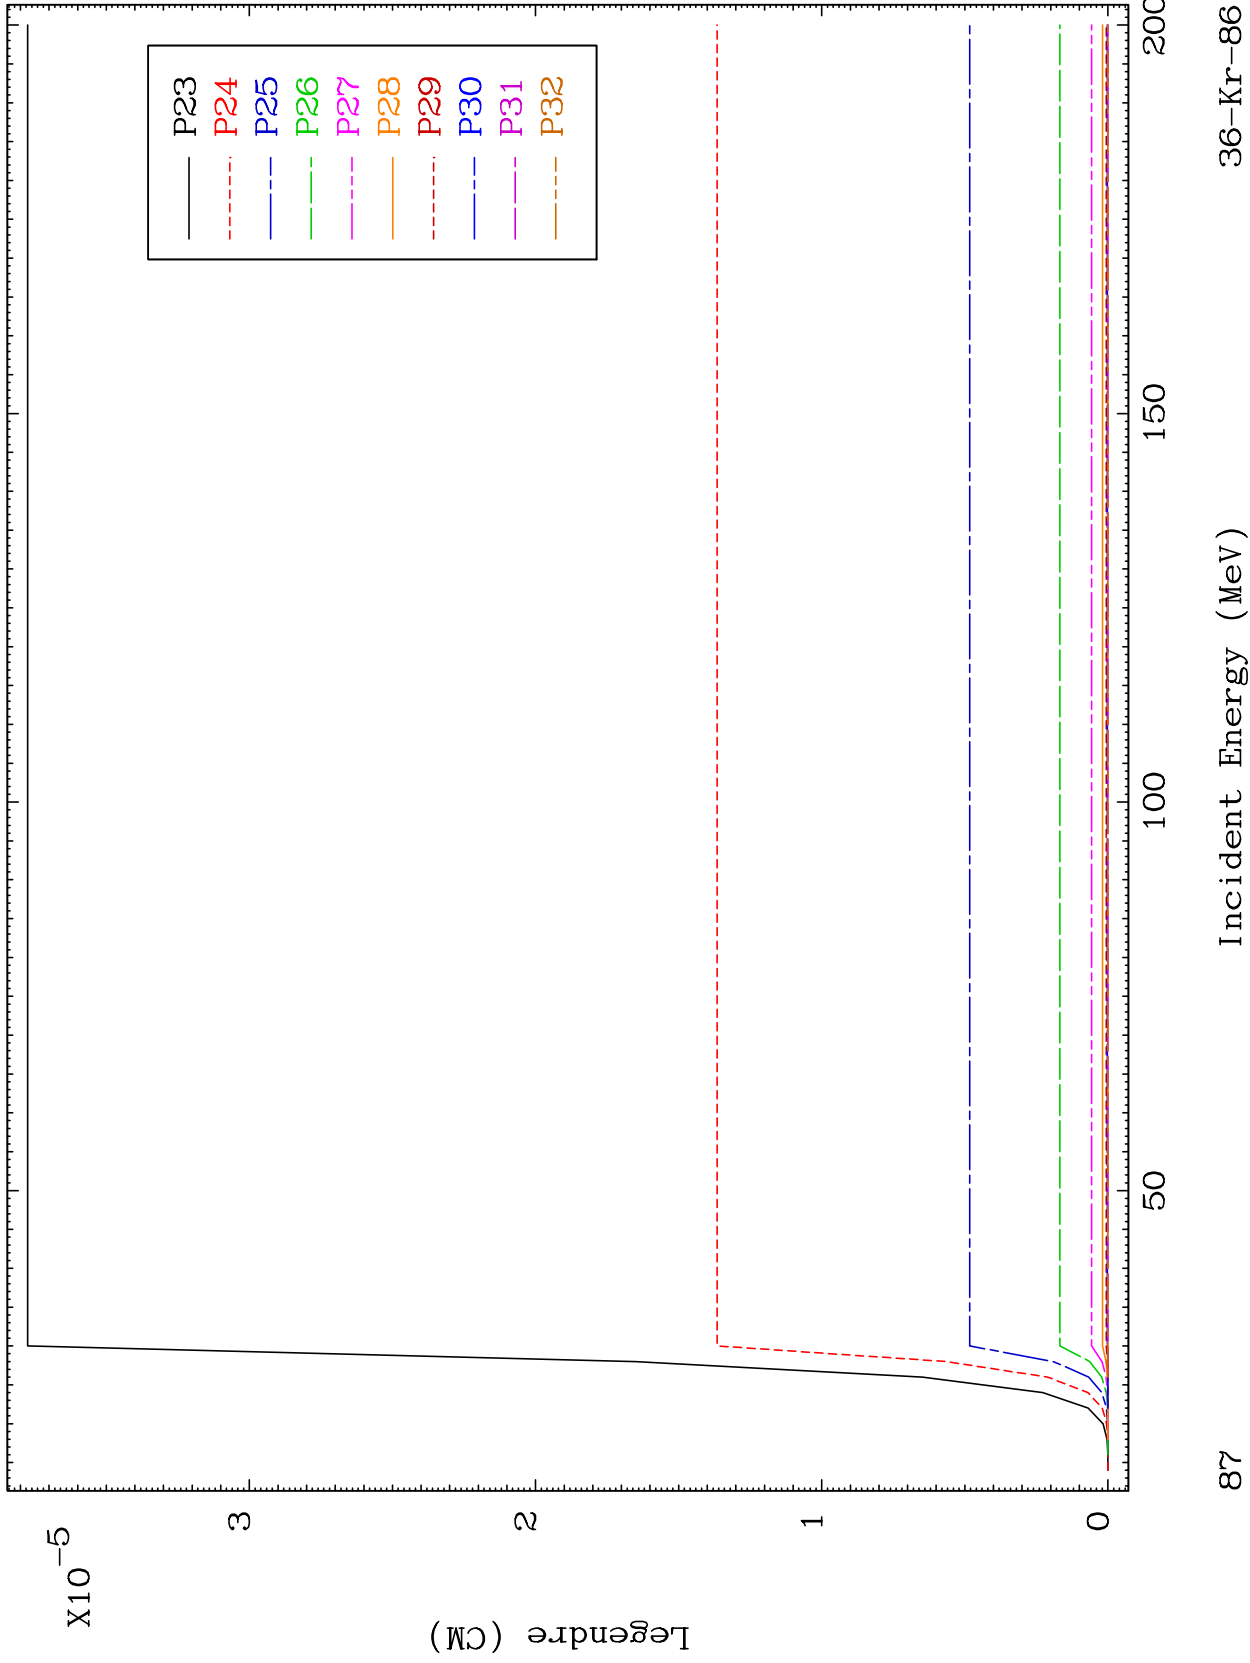 X10−5
3
2
1
0
Legendre (CM)
P23
P24
P25
P26
P27
P28
P29
P30
P31
P32
50
100
150
200
Incident Energy (MeV)
87
36−Kr−86